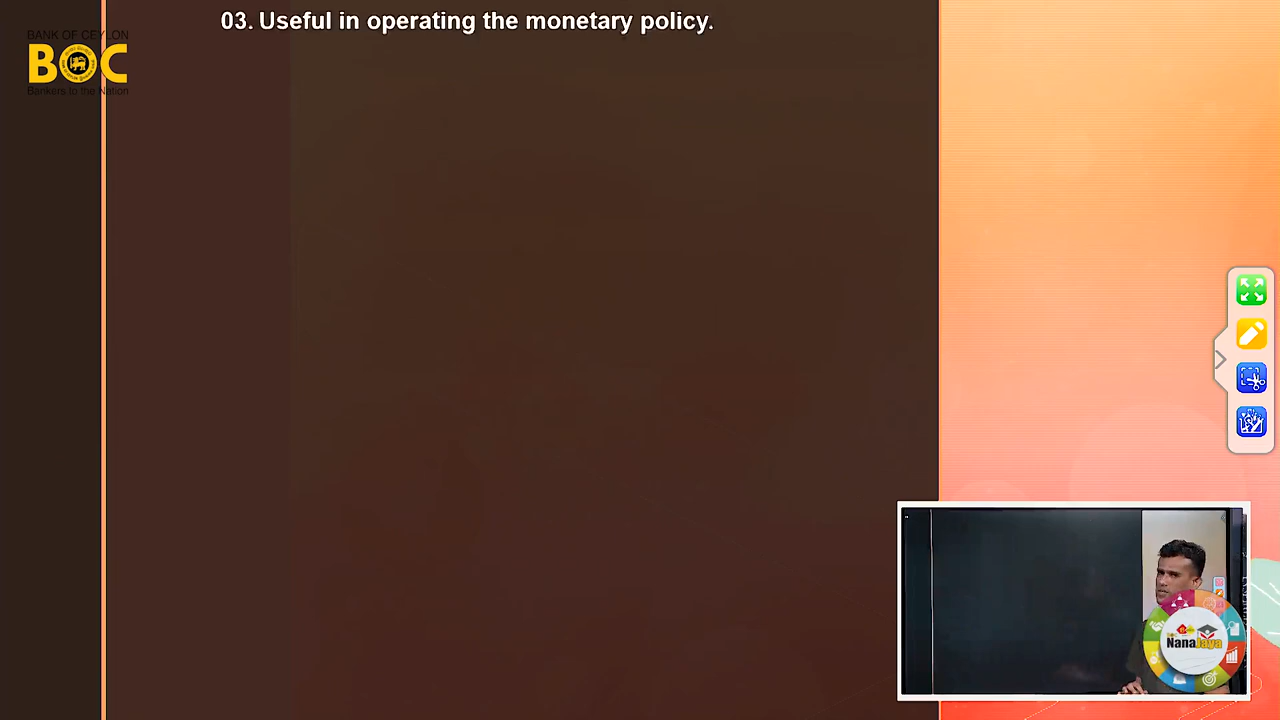 03. Useful in operating the monetary policy.
BANK OF CEYLON
BOC
Bankers to the Nation
NanaJaya